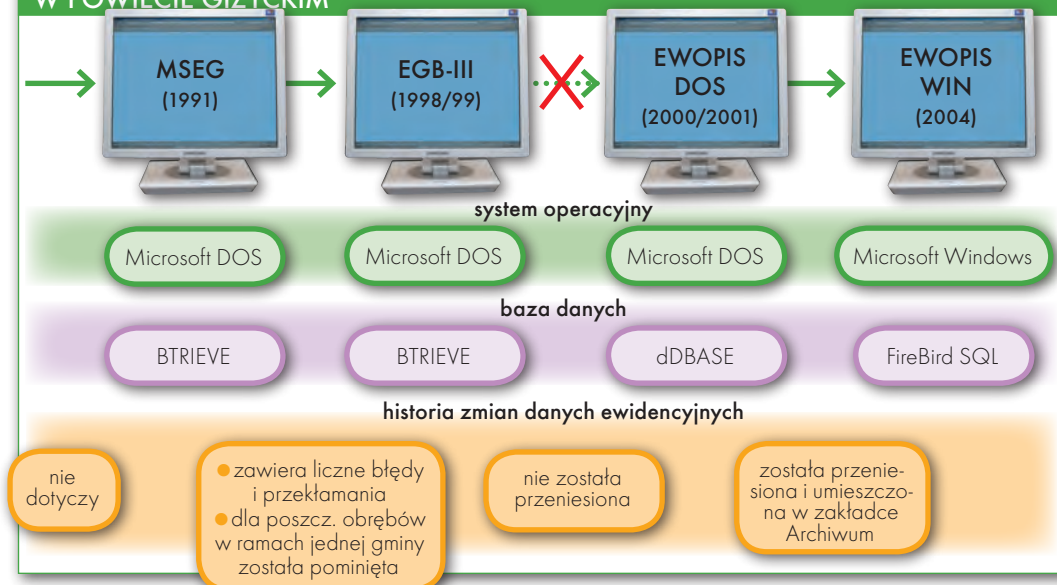 W POWIECIE GIŻYCKIM
MSEG
(1991)
EGB-III
(1998/99)
EWOPIS
DOS
(2000/2001)
EWOPIS
WIN
(2004)
system operacyjny
Microsoft DOS
Microsoft DOS
Microsoft DOS
Microsoft Windows
baza danych
BTRIEVE
BTRIEVE
dDBASE
FireBird SQL
historia zmian danych ewidencyjnych
nie
dotyczy
● zawiera liczne błędy
i przekłamania
● dla poszcz. obrębów
w ramach jednej gminy
została pominięta
nie została
przeniesiona
została przenie-
siona i umieszczo-
na w zakładce
Archiwum